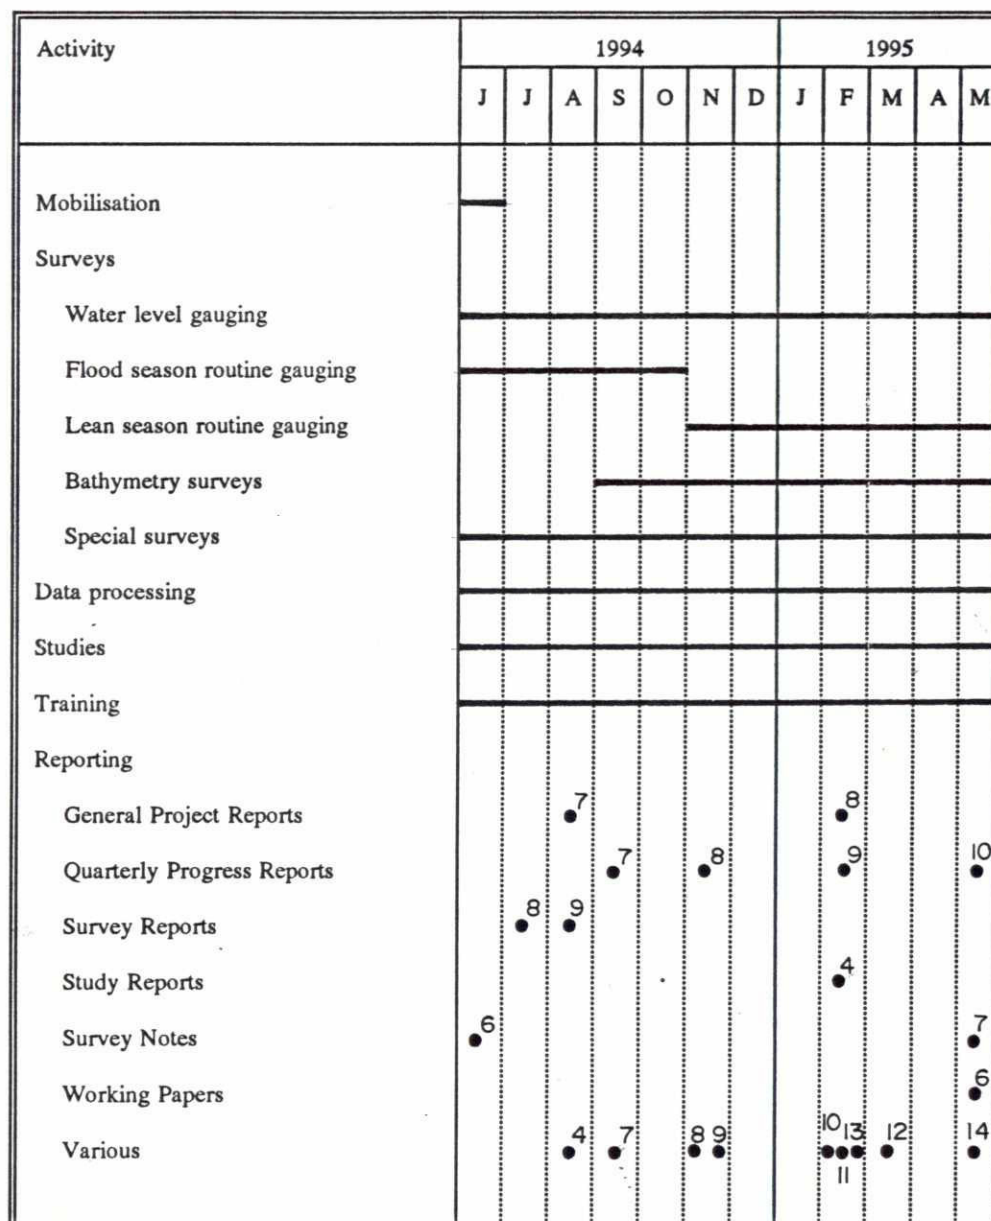 Activity 1994 1995
J J A S O N D J F M A M
Mobilisation
Surveys
Water level gauging
Flood season routine gauging
Lean season routine gauging
Bathymetry surveys
Special surveys
Data processing
Studies
Training
Reporting
General Project Reports 7 8
Quarterly Progress Reports 7 8 9 10
Survey Reports 8 9
Study Reports 4
Survey Notes 6 7
Working Papers 6
Various 4 7 8 9 10 13 12 14
11